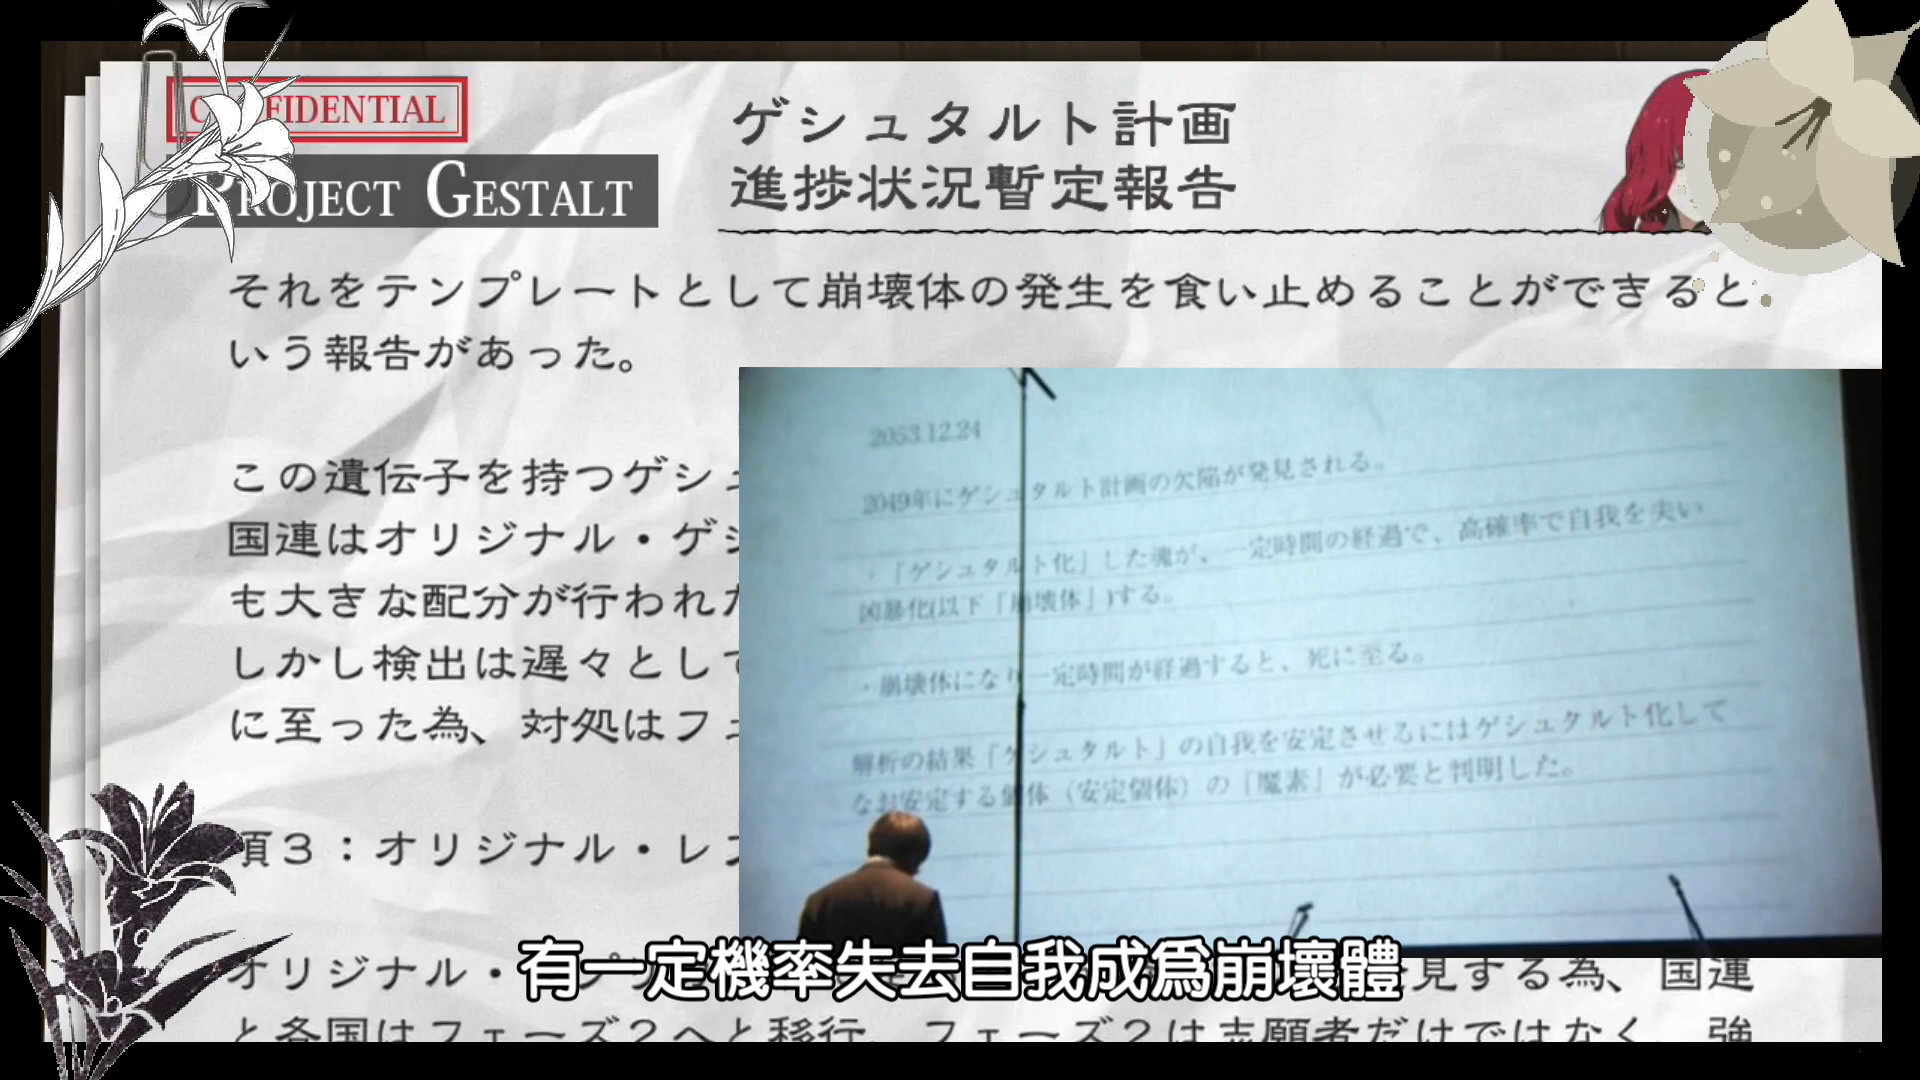 CONFIDENTIAL
PROJECT GESTALT
ゲシュタルト計画
進捗状況暫定報告
それをテンプレートとして崩壊体の発生を食い止めることができると
いう報告があった。
この遺伝子を持つゲシュ
国連はオリジナル・ゲシ
も大きな配分が行われた
しかし検出は遅々として
に至った為、対処はフェ
項3：オリジナル・レプ
2053.12.24
2049年にゲシュタルト計画の欠陥が発見される。
・「ゲシュタルト化」した魂が、一定時間の経過で、高確率で自我を失い
凶暴化(以下「崩壊体」)する。
・崩壊体になり一定時間が経過すると、死に至る。
解析の結果「ゲシュタルト」の自我を安定させるにはゲシュタルト化して
なお安定する個体（安定個体）の「魔素」が必要と判明した。
有一定機率失去自我成為崩壞體
オリジナル・
見する為、国連
と各国はフェーズ2へと移行。フェーズ2は志願者だけではなく、強